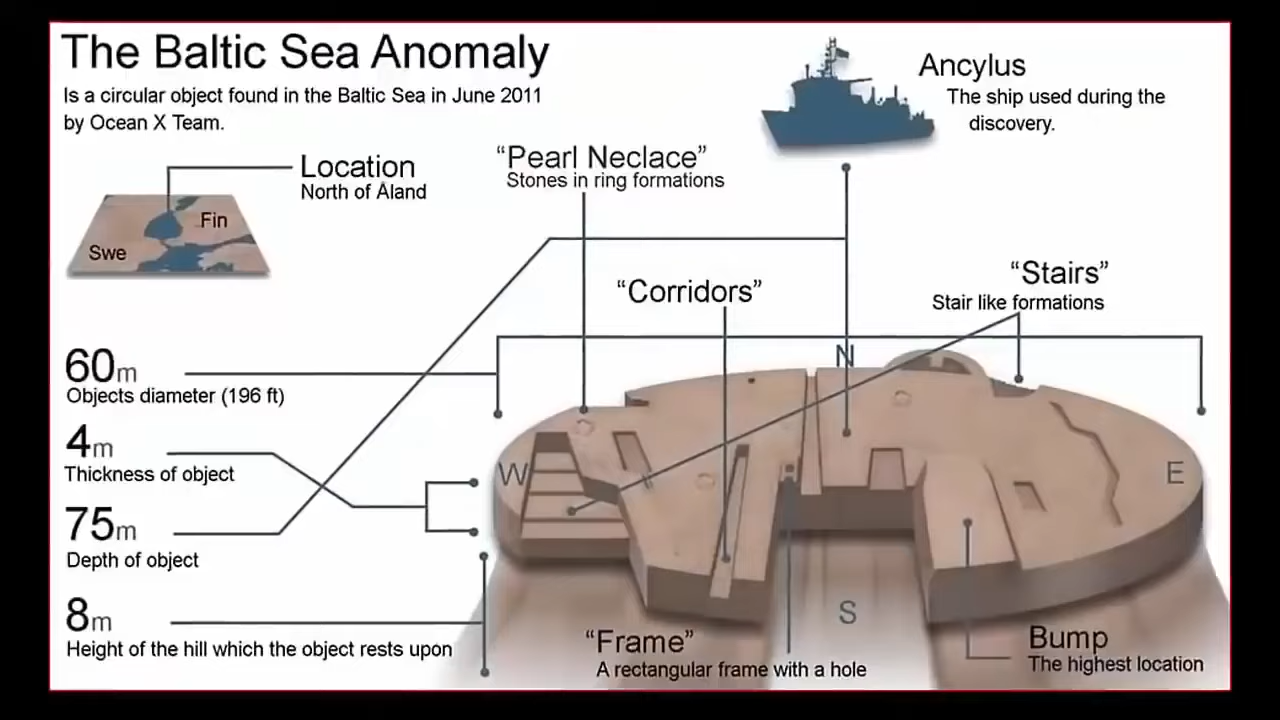 The Baltic Sea Anomaly
Is a circular object found in the Baltic Sea in June 2011
by Ocean X Team.
Ancylus
The ship used during the
discovery.
Location
North of Åland
Fin
Swe
“Pearl Neclace”
Stones in ring formations
“Corridors”
“Stairs”
Stair like formations
60m
Objects diameter (196 ft)
4m
Thickness of object
75m
Depth of object
8m
Height of the hill which the object rests upon
N
W
E
S
“Frame”
A rectangular frame with a hole
Bump
The highest location